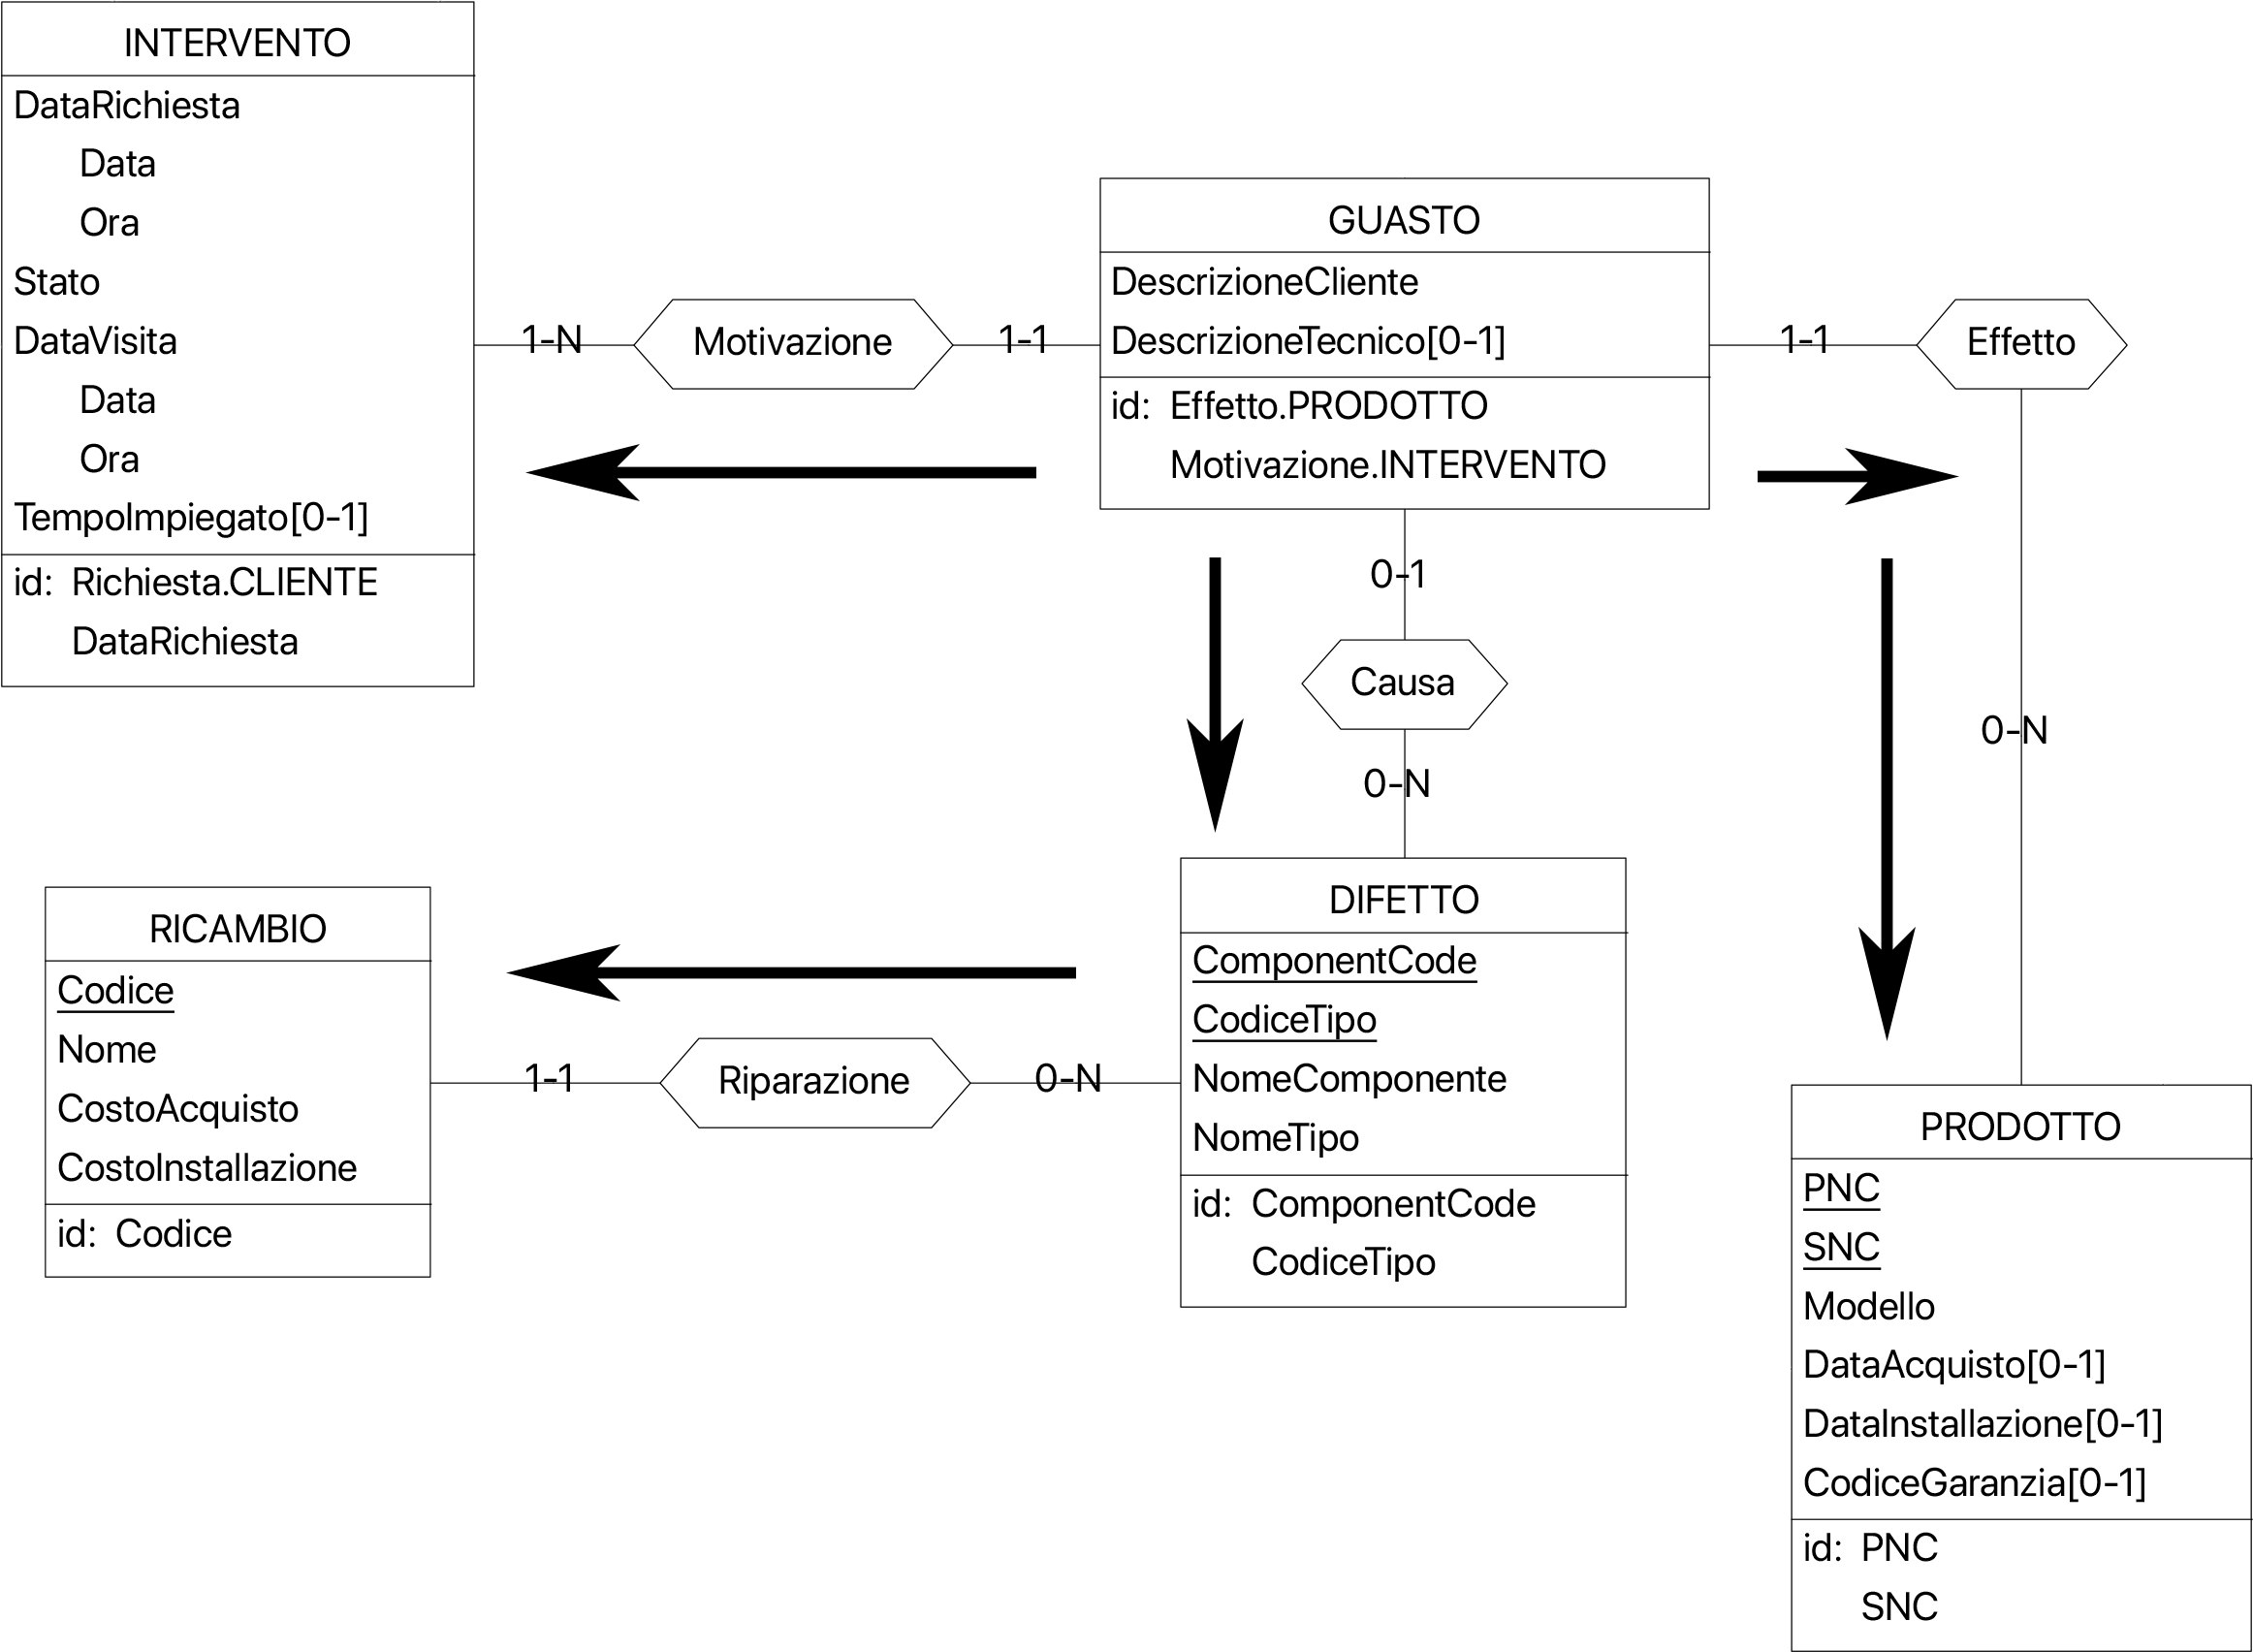 INTERVENTO
DataRichiesta
Data
Ora
Stato
DataVisita
Data
Ora
TempoImpiegato[0-1]
id: Richiesta.CLIENTE
DataRichiesta
1-N
Motivazione
1-1
GUASTO
DescrizioneCliente
DescrizioneTecnico[0-1]
id: Effetto.PRODOTTO
Motivazione.INTERVENTO
1-1
Effetto
0-N
0-1
Causa
0-N
RICAMBIO
Codice
Nome
CostoAcquisto
CostoInstallazione
id: Codice
1-1
Riparazione
0-N
DIFETTO
ComponentCode
CodiceTipo
NomeComponente
NomeTipo
id: ComponentCode
CodiceTipo
PRODOTTO
PNC
SNC
Modello
DataAcquisto[0-1]
DataInstallazione[0-1]
CodiceGaranzia[0-1]
id: PNC
SNC